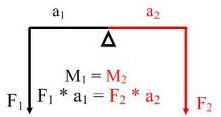 a₁ a₂
M₁ = M₂
F₁ F₁ * a₁ = F₂ * a₂ F₂